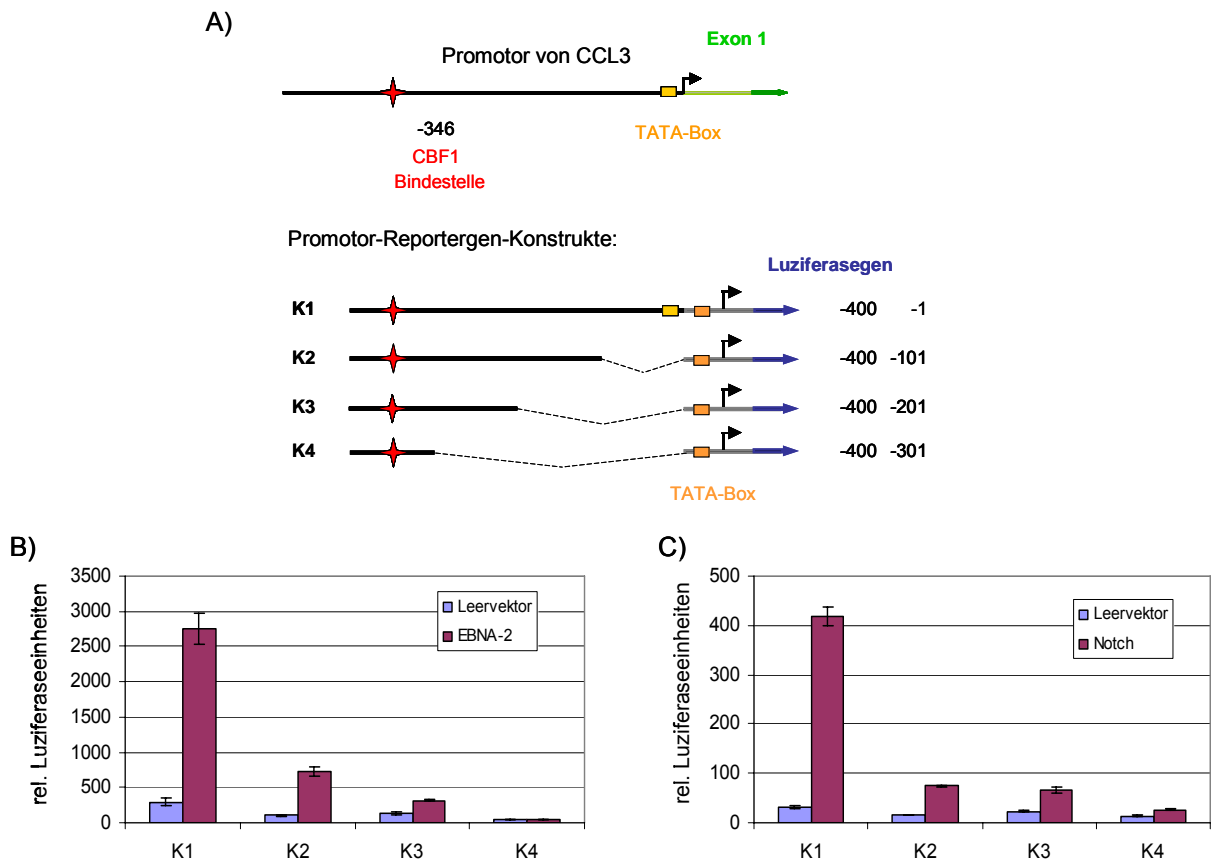 A)
Exon 1
Promotor von CCL3
-346
CBF1
Bindestelle
TATA-Box
Promotor-Reportergen-Konstrukte:
Luziferasegen
K1 -400 -1
K2 -400 -101
K3 -400 -201
K4 -400 -301
TATA-Box
B)
rel. Luziferaseeinheiten
3500
3000
2500
2000
1500
1000
500
0
Leervektor
EBNA-2
K1 K2 K3 K4
C)
rel. Luziferaseeinheiten
500
400
300
200
100
0
Leervektor
Notch
K1 K2 K3 K4